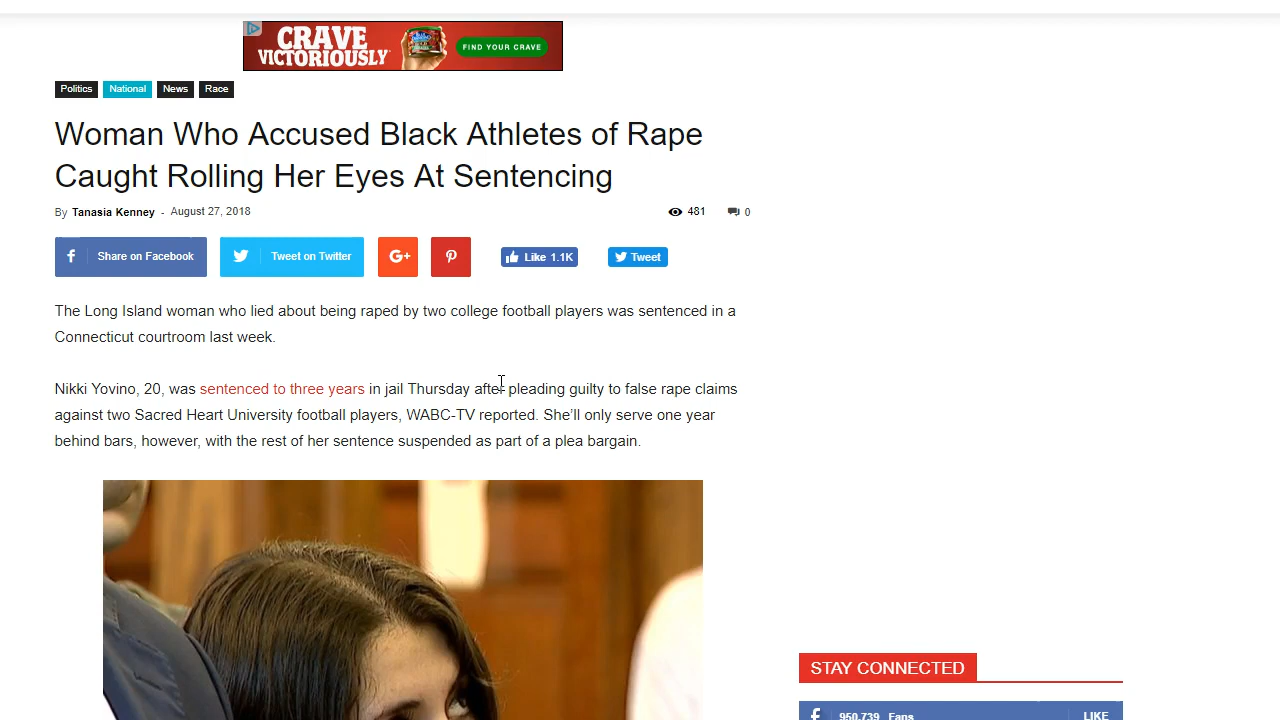 CRAVE
VICTORIOUSLY
FIND YOUR CRAVE
Politics National News Race
Woman Who Accused Black Athletes of Rape
Caught Rolling Her Eyes At Sentencing
By Tanasia Kenney - August 27, 2018 481 0
Share on Facebook Tweet on Twitter G+ Like 1.1K Tweet
The Long Island woman who lied about being raped by two college football players was sentenced in a
Connecticut courtroom last week.
Nikki Yovino, 20, was sentenced to three years in jail Thursday after pleading guilty to false rape claims
against two Sacred Heart University football players, WABC-TV reported. She’ll only serve one year
behind bars, however, with the rest of her sentence suspended as part of a plea bargain.
STAY CONNECTED
950,739 Fans LIKE